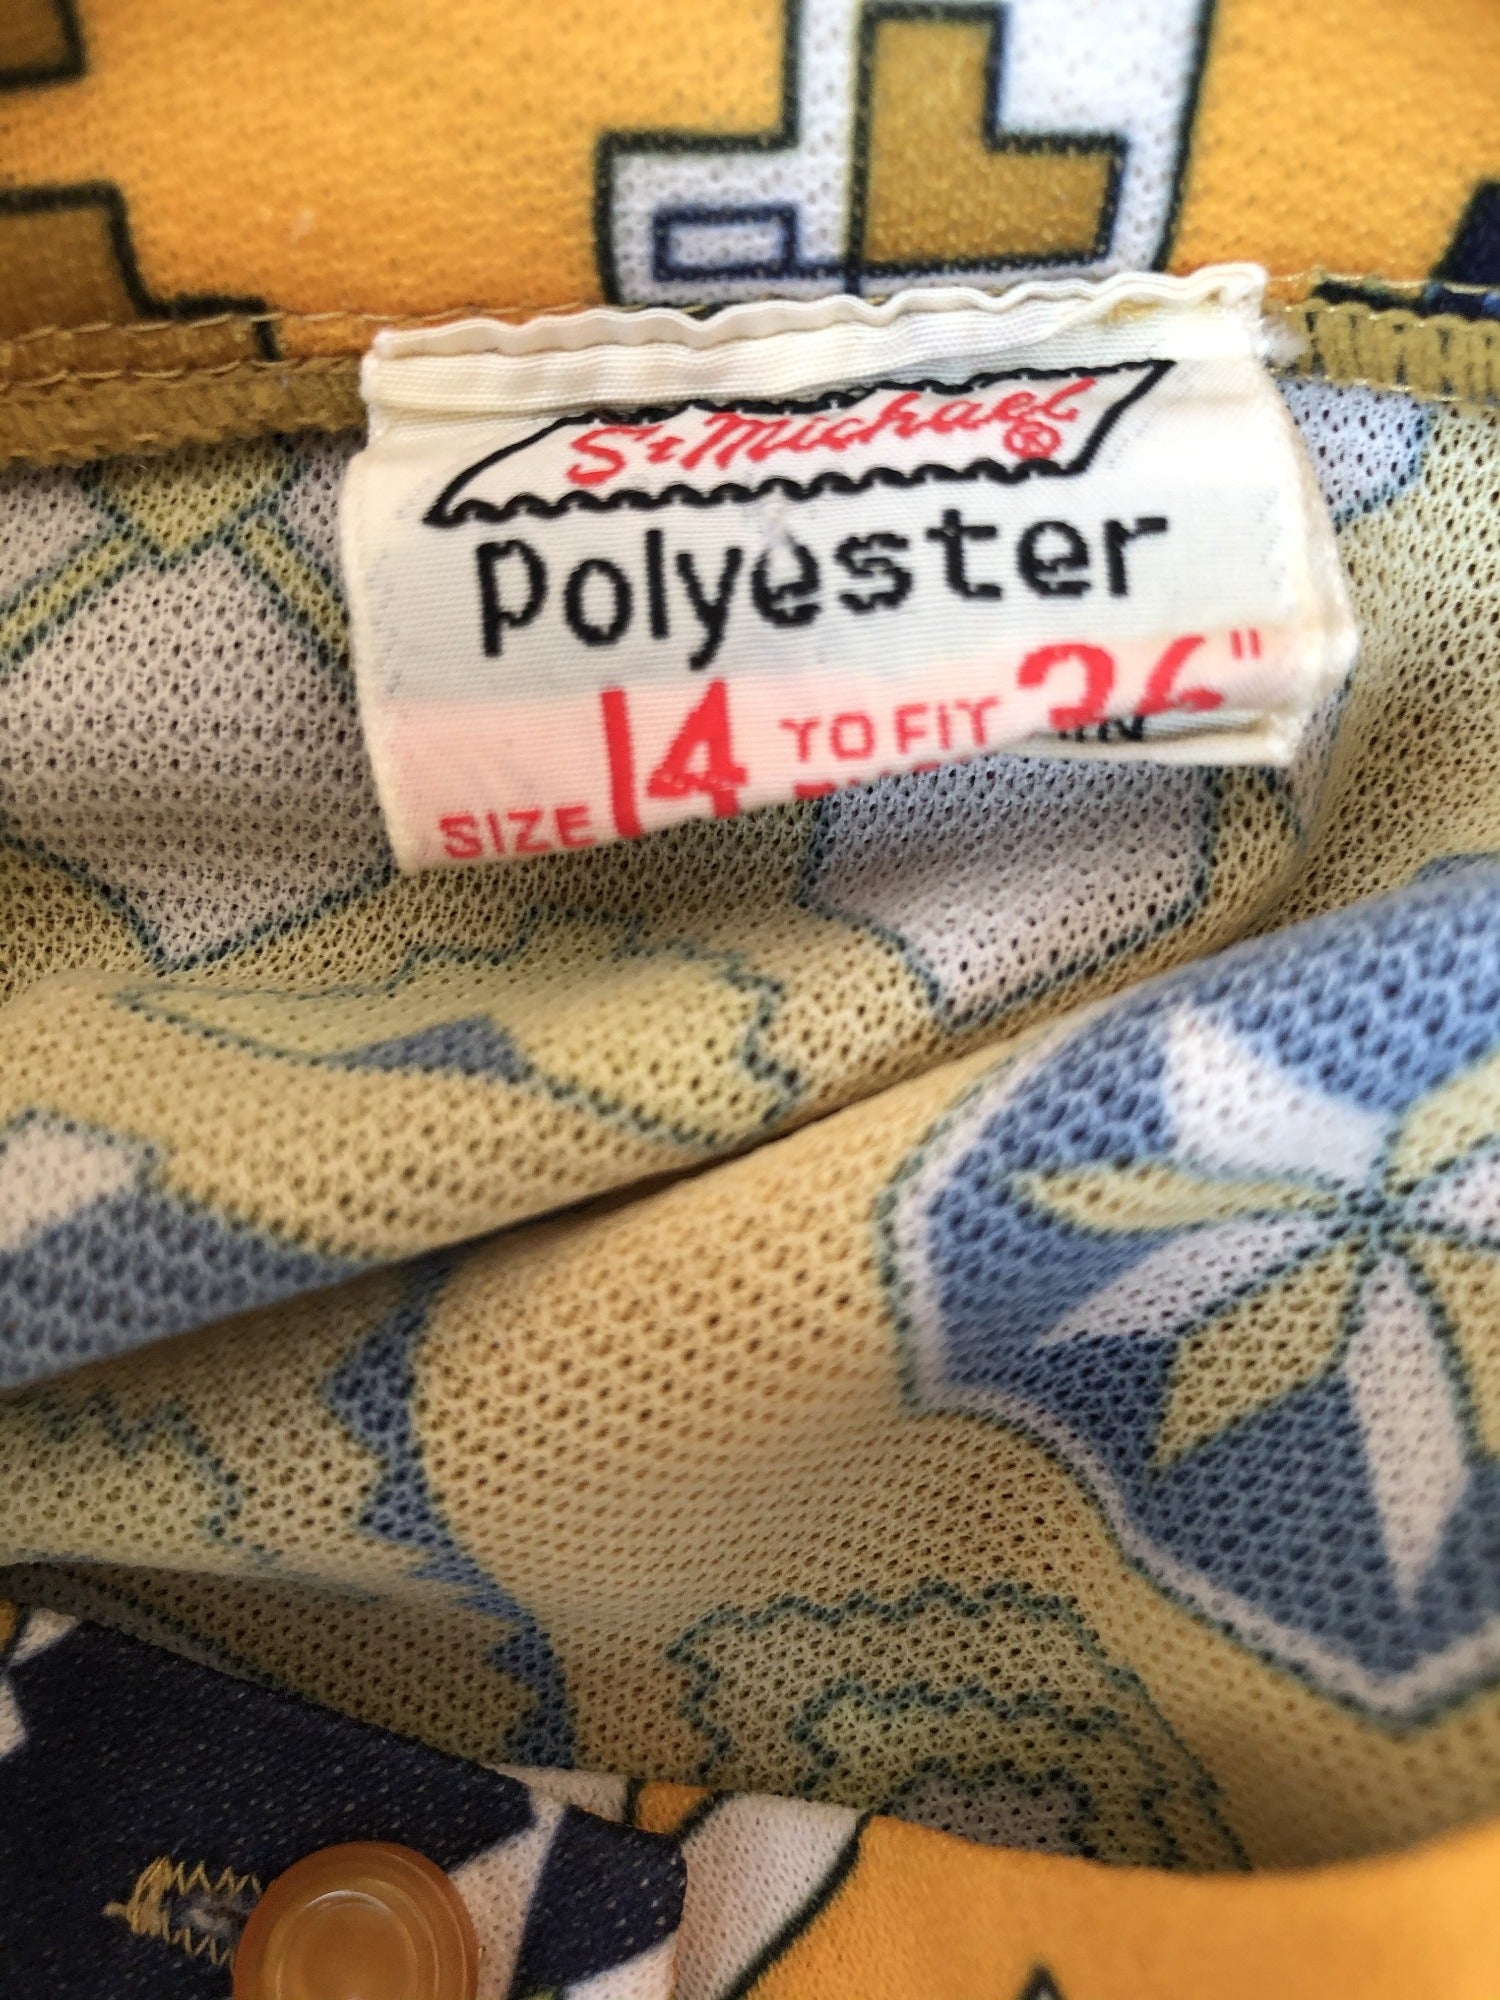 St Michael ®
Polyester
SIZE 14 TO FIT 36"